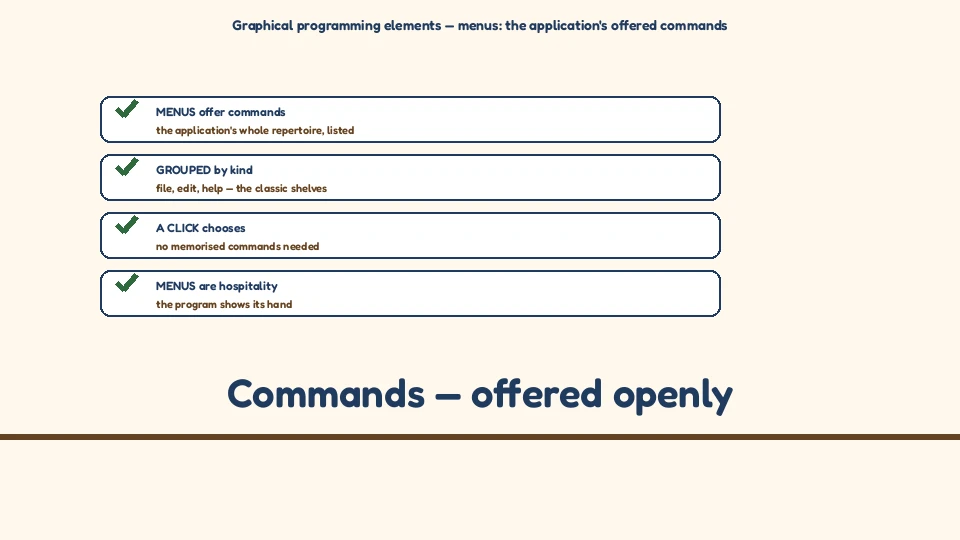 Graphical programming elements — menus: the application's offered commands
MENUS offer commands
the application's whole repertoire, listed
GROUPED by kind
file, edit, help — the classic shelves
A CLICK chooses
no memorised commands needed
MENUS are hospitality
the program shows its hand
Commands — offered openly